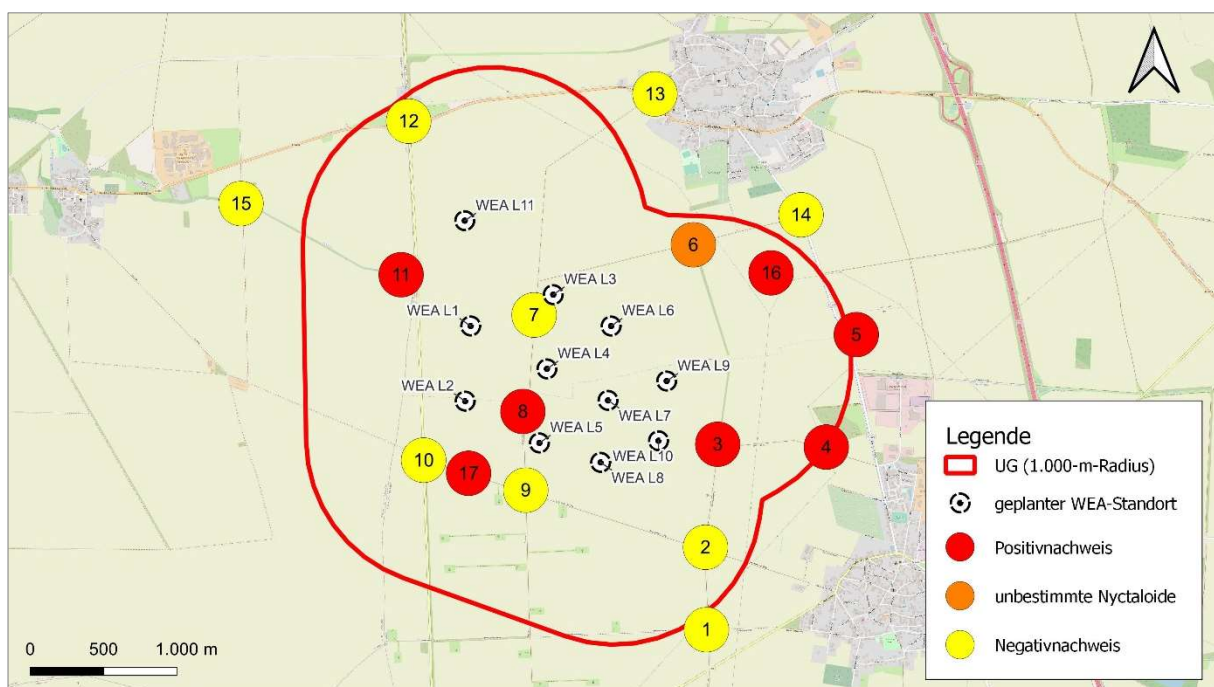 13
12
15
14
WEA L11
6
16
11
WEA L3
WEA L1
7
WEA L6
5
WEA L4
WEA L9
WEA L2
8
WEA L7
WEA L5
3
4
10
17
WEA L10
WEA L8
9
2
1
0 500 1.000 m
Legende
UG (1.000-m-Radius)
geplanter WEA-Standort
Positivnachweis
unbestimmte Nyctaloide
Negativnachweis